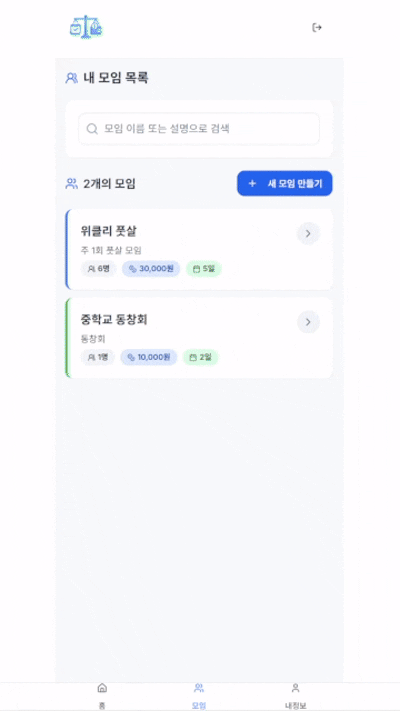 내 모임 목록
모임 이름 또는 설명으로 검색
2개의 모임
+ 새 모임 만들기
위클리 풋살
주 1회 풋살 모임
6명 30,000원 5일
중학교 동창회
동창회
1명 10,000원 2일
홈 모임 내정보